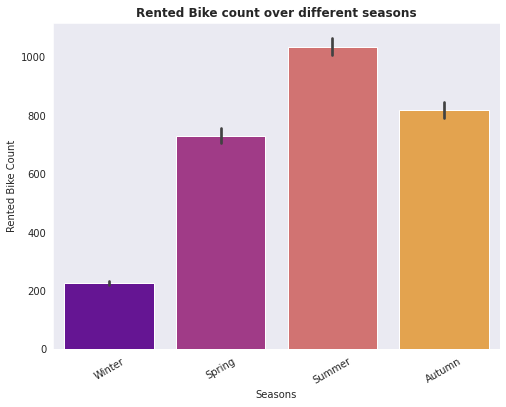 Rented Bike count over different seasons
Rented Bike Count
1000
800
600
400
200
0
Winter
Spring
Summer
Autumn
Seasons